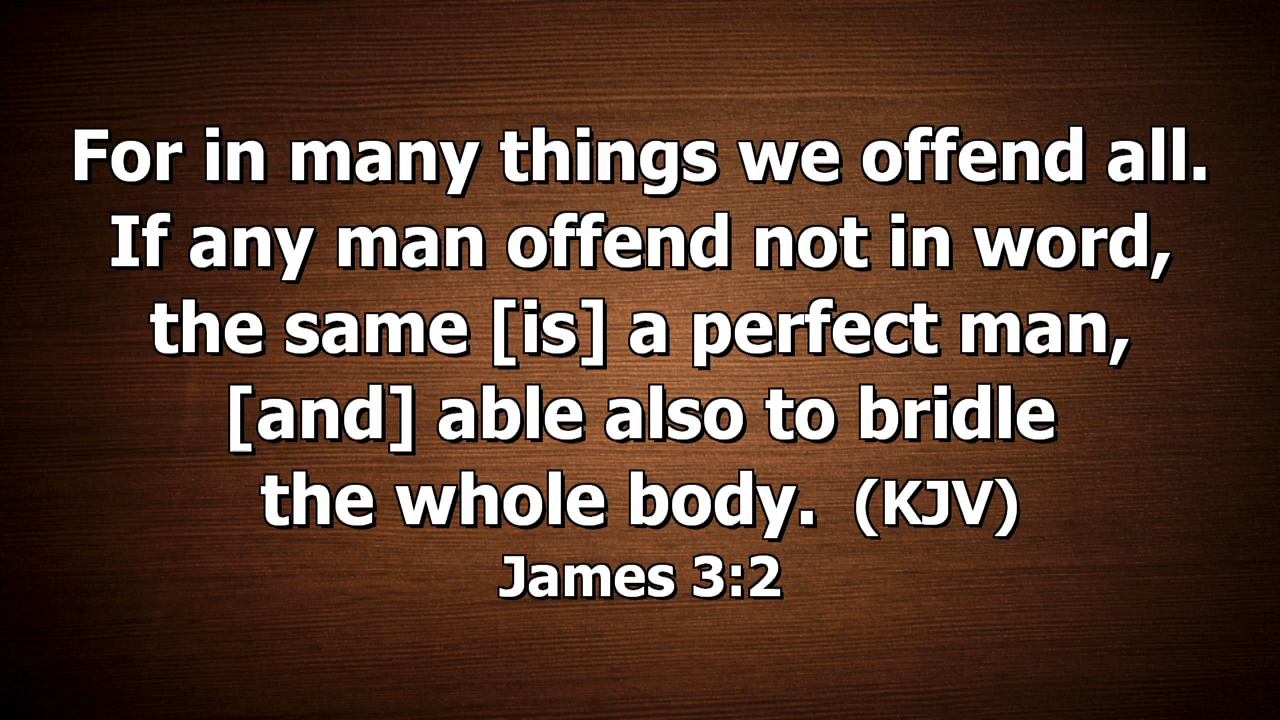 For in many things we offend all.
If any man offend not in word,
the same [is] a perfect man,
[and] able also to bridle
the whole body.  (KJV)
James 3:2